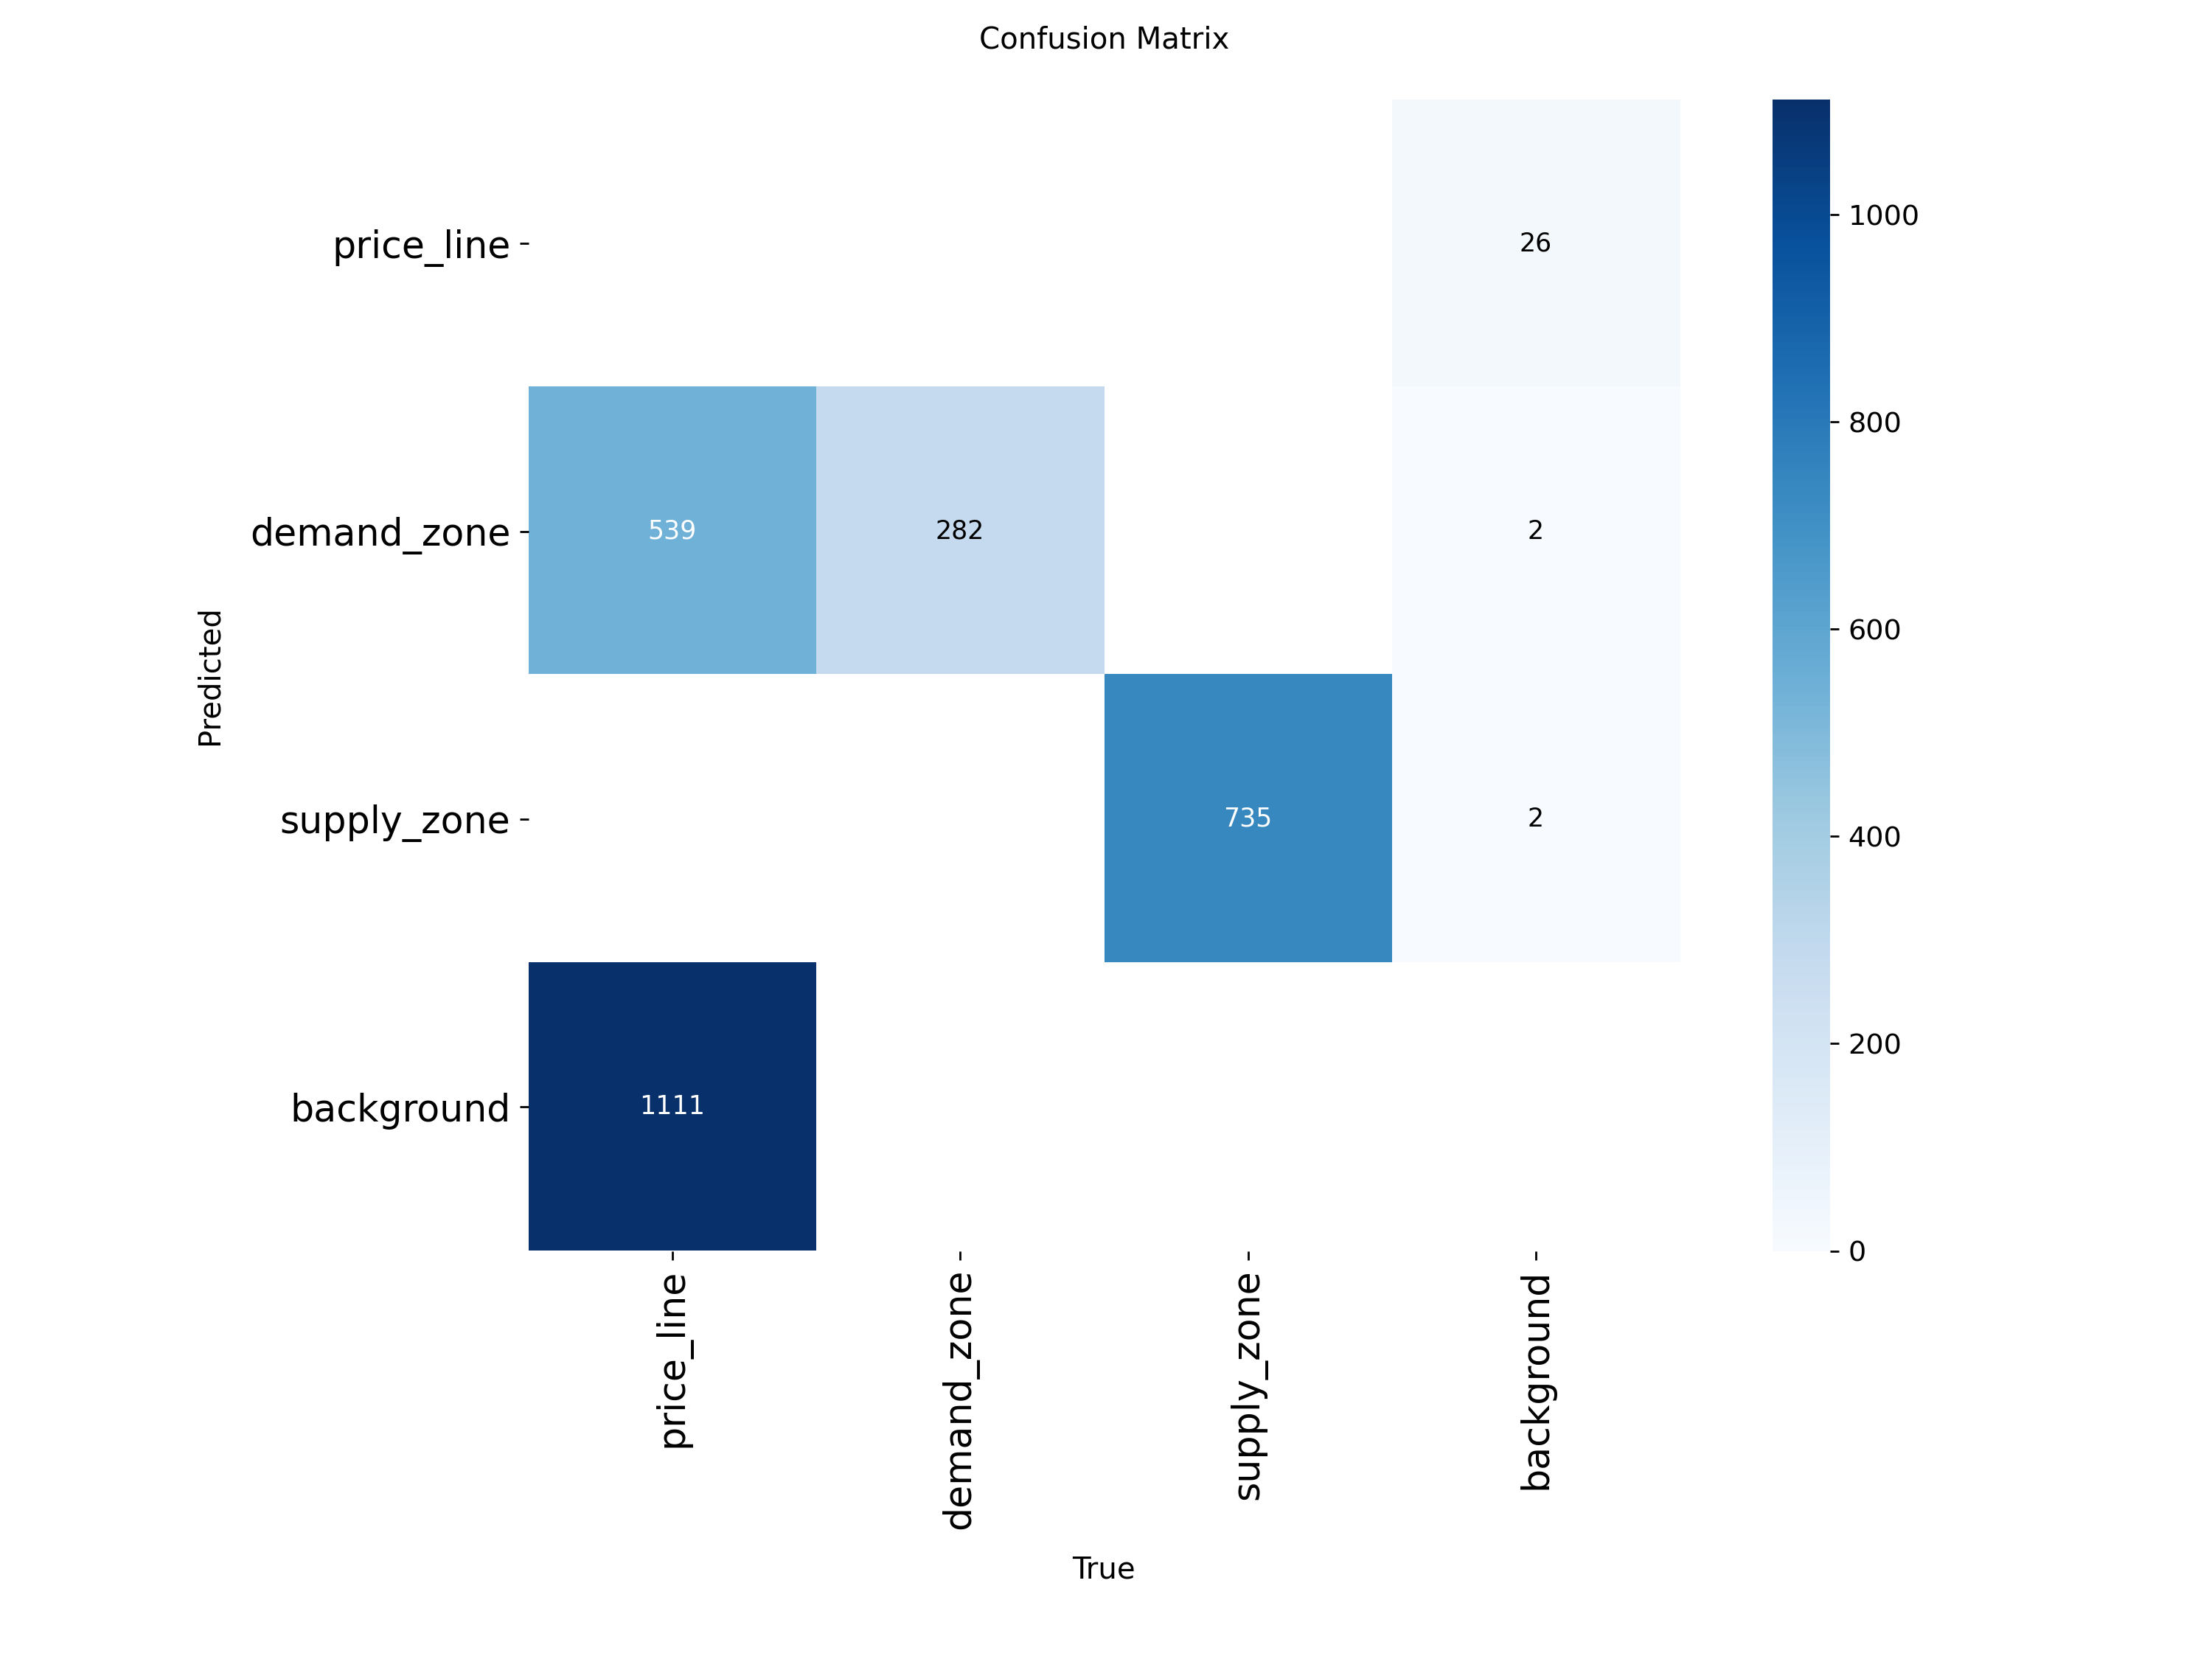 Confusion Matrix
price_line
26
demand_zone
539
282
2
supply_zone
735
2
background
1111
Predicted
price_line
demand_zone
supply_zone
background
True
1000
800
600
400
200
0